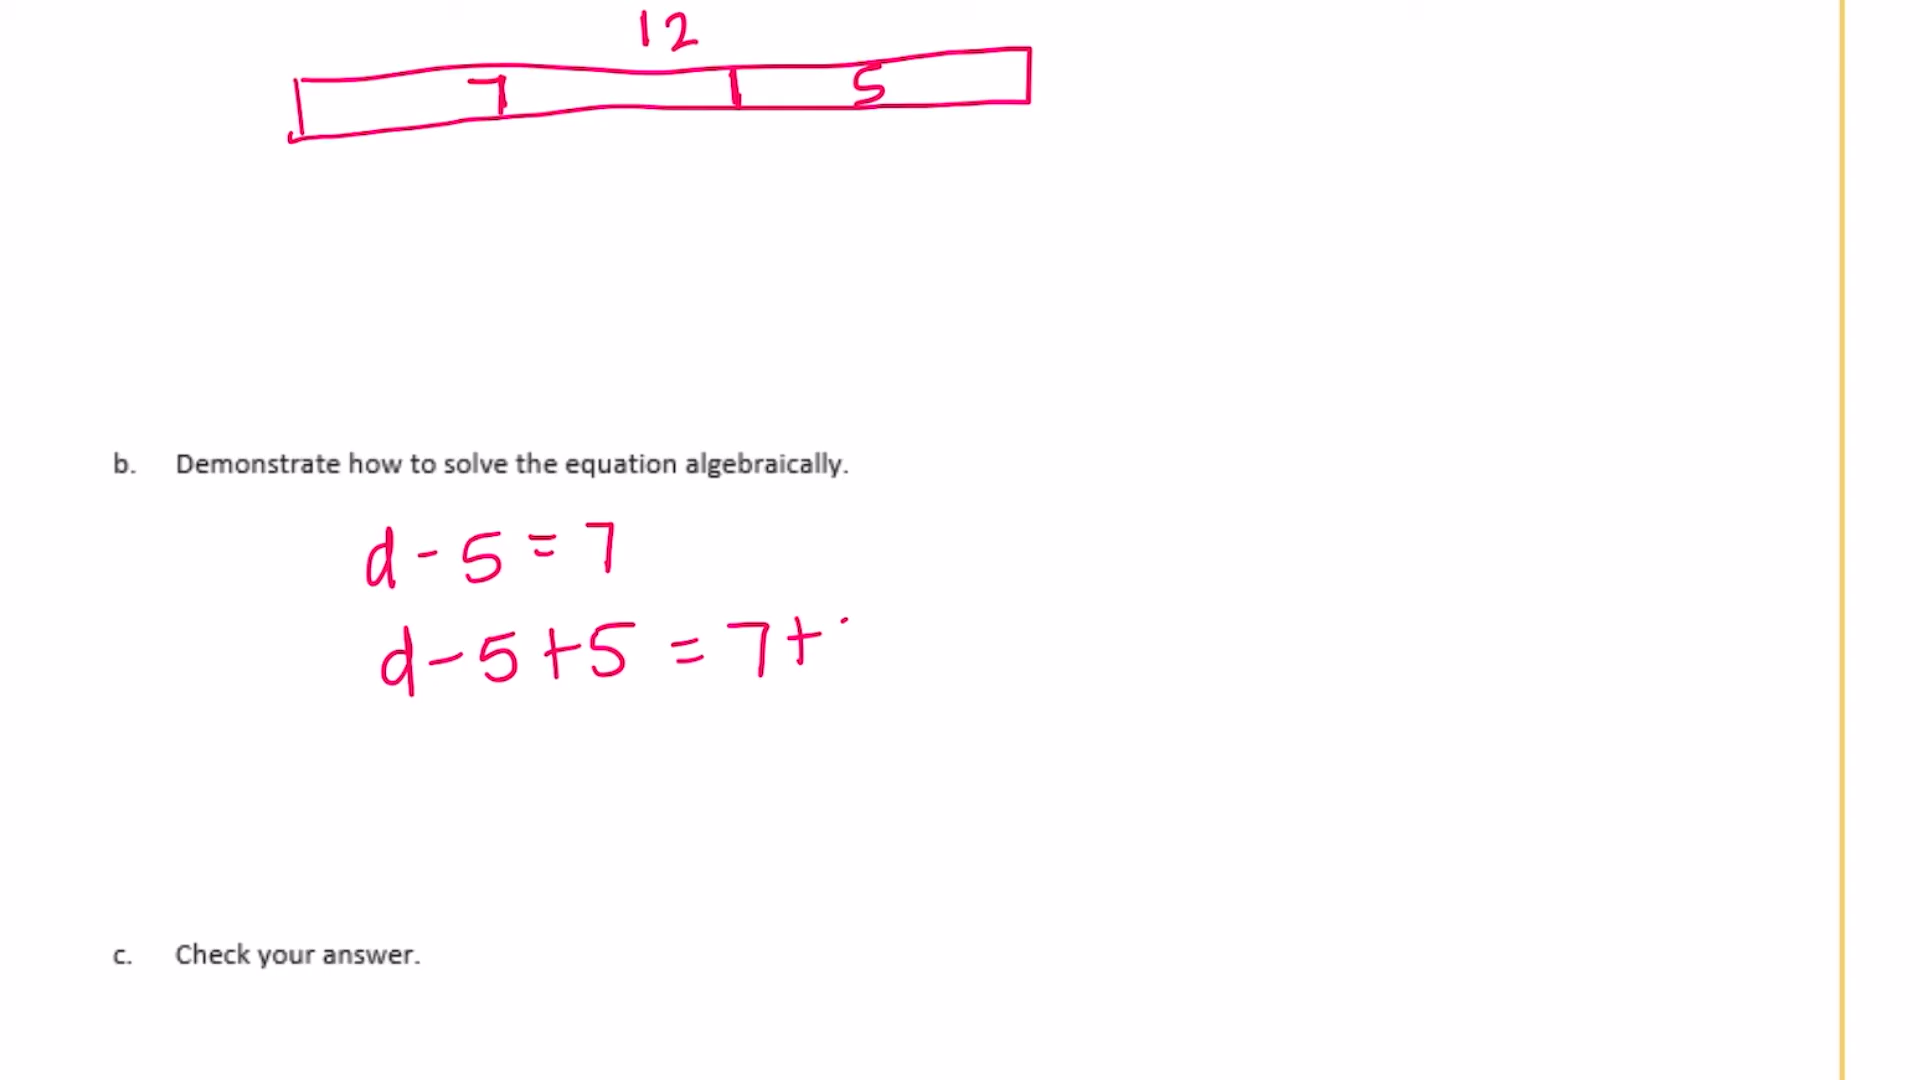 12
7 5
b. Demonstrate how to solve the equation algebraically.
d - 5 = 7
d - 5 + 5 = 7 +
c. Check your answer.